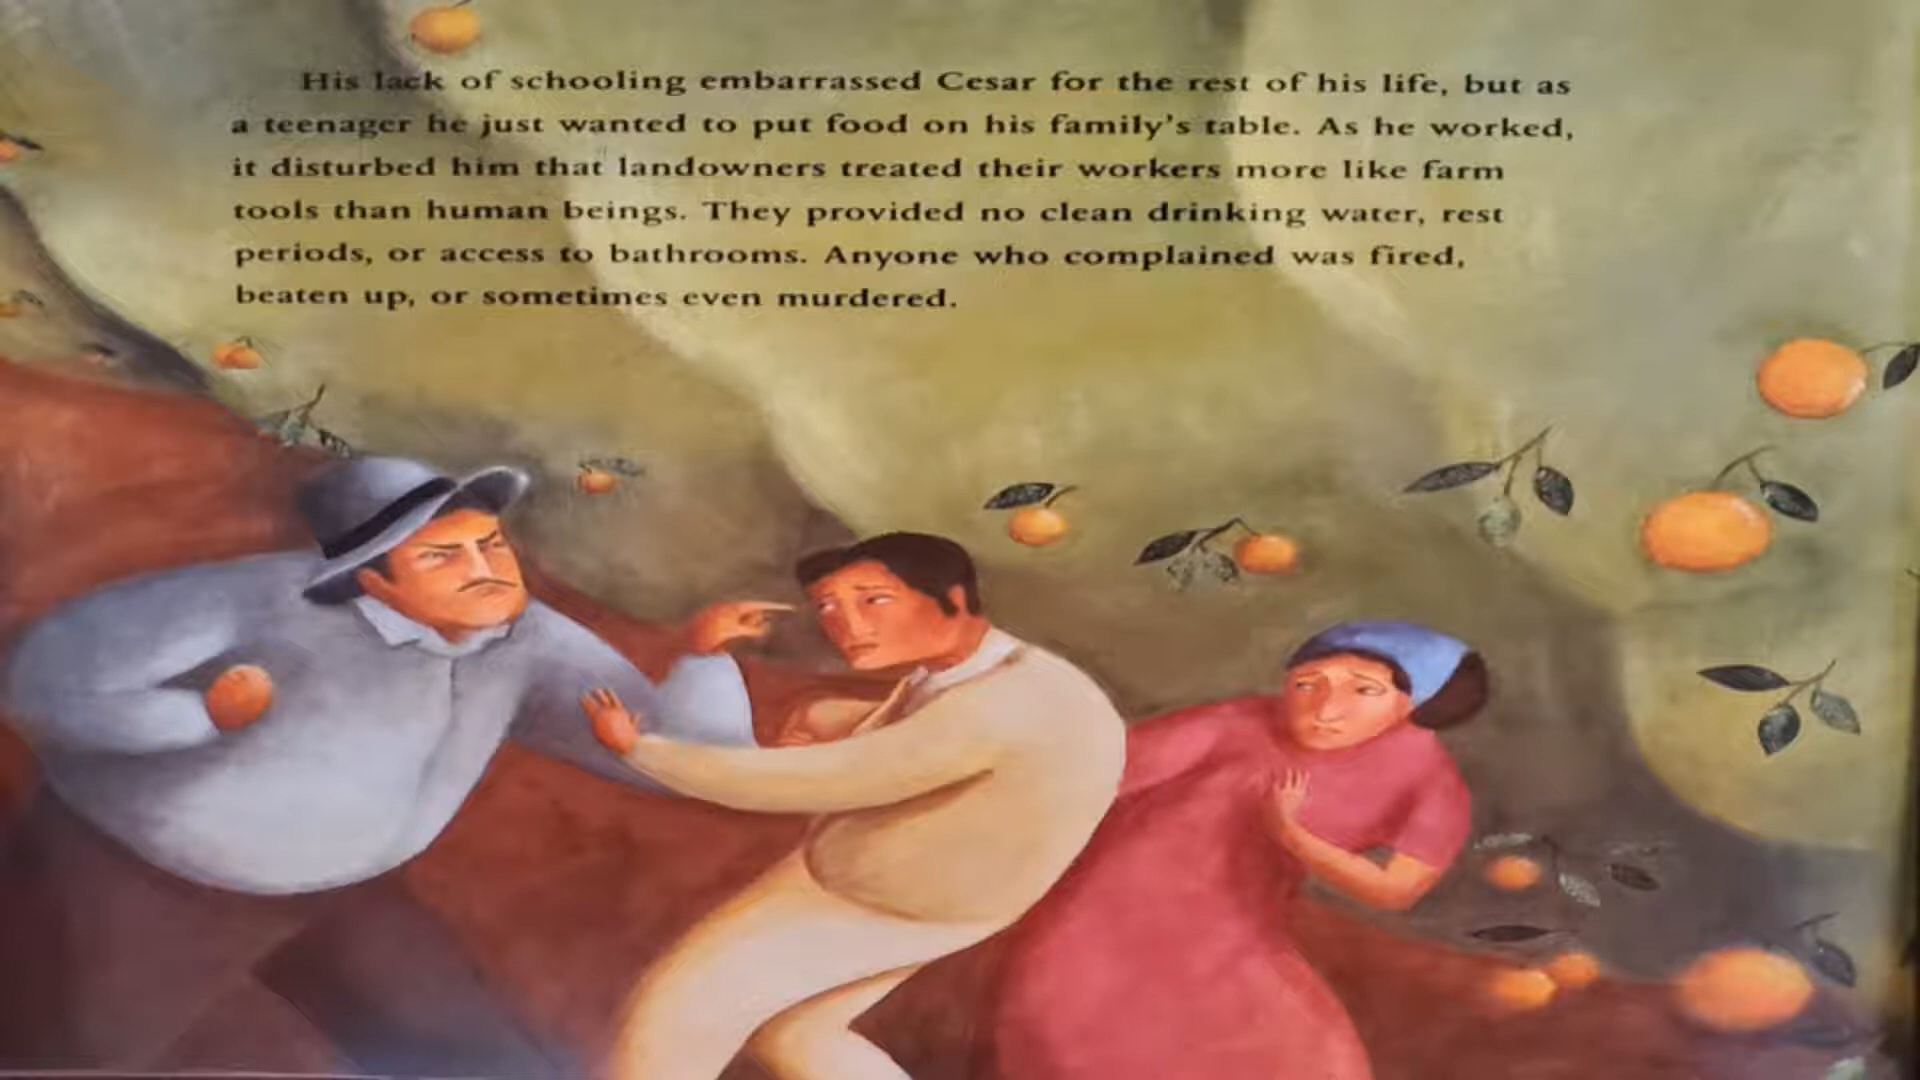 His lack of schooling embarrassed Cesar for the rest of his life, but as
a teenager he just wanted to put food on his family's table. As he worked,
it disturbed him that landowners treated their workers more like farm
tools than human beings. They provided no clean drinking water, rest
periods, or access to bathrooms. Anyone who complained was fired,
beaten up, or sometimes even murdered.